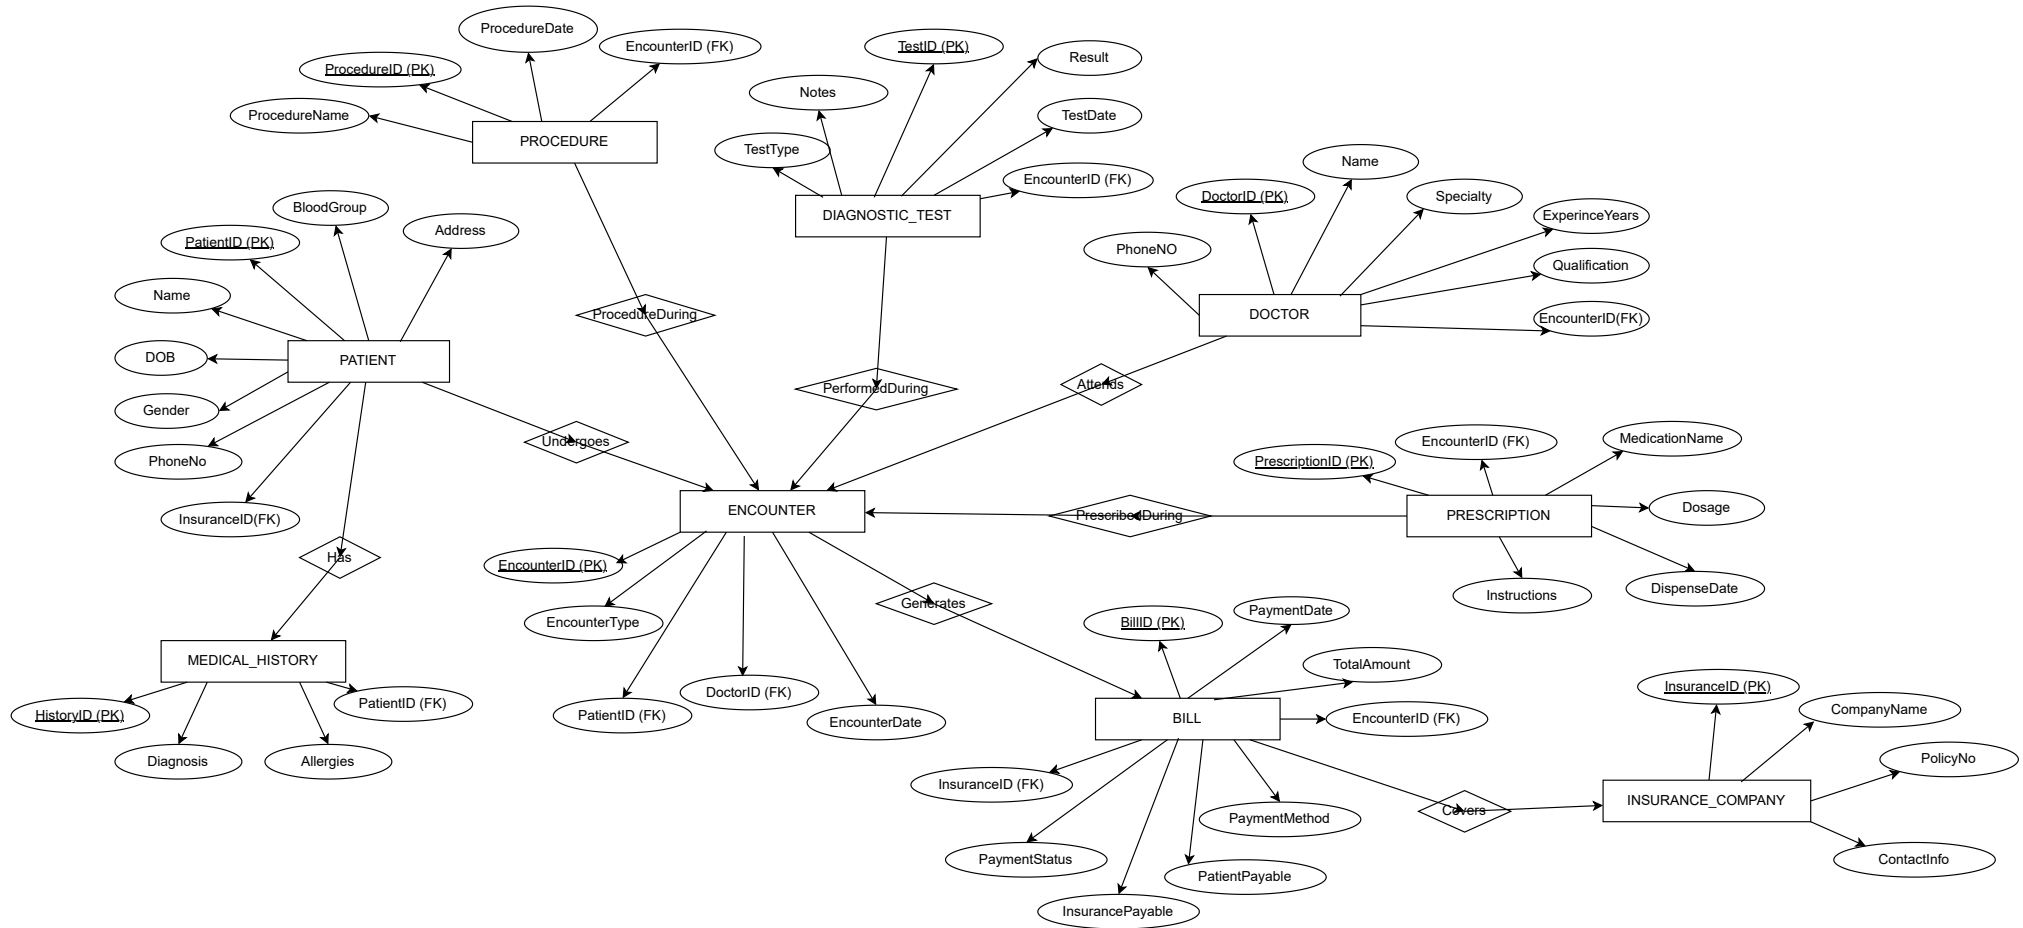 ProcedureDate
EncounterID (FK)
ProcedureID (PK)
ProcedureName
PROCEDURE
TestID (PK)
Result
Notes
TestDate
TestType
EncounterID (FK)
DIAGNOSTIC_TEST
Name
DoctorID (PK)
Specialty
ExperinceYears
PhoneNO
Qualification
DOCTOR
EncounterID(FK)
BloodGroup
PatientID (PK)
Address
Name
DOB
PATIENT
Gender
PhoneNo
InsuranceID(FK)
ProcedureDuring
PerformedDuring
Attends
Undergoes
Has
EncounterID (FK)
MedicationName
PrescriptionID (PK)
Dosage
PRESCRIPTION
PrescribedDuring
DispenseDate
Instructions
ENCOUNTER
EncounterID (PK)
EncounterType
PatientID (FK)
DoctorID (FK)
EncounterDate
Generates
MEDICAL_HISTORY
HistoryID (PK)
PatientID (FK)
Diagnosis
Allergies
BillID (PK)
PaymentDate
TotalAmount
BILL
EncounterID (FK)
InsuranceID (FK)
PaymentMethod
PaymentStatus
PatientPayable
InsurancePayable
Covers
InsuranceID (PK)
CompanyName
PolicyNo
INSURANCE_COMPANY
ContactInfo